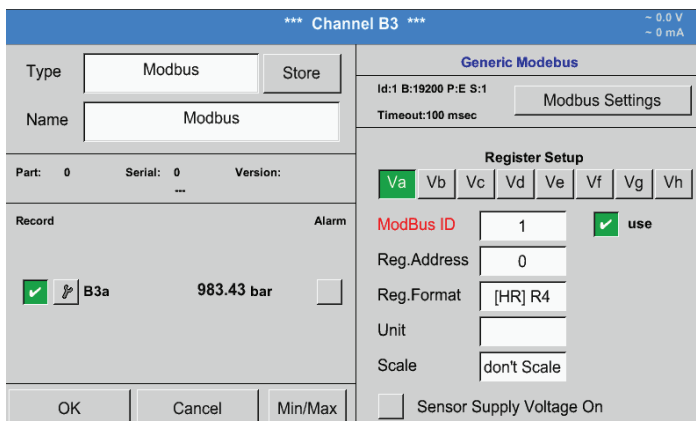 *** Channel B3 ***
~ 0.0 V
~ 0 mA
Type Modbus Store
Name Modbus
Part: 0 Serial: 0 Version:
---
Record Alarm
B3a 983.43 bar
OK Cancel Min/Max
Generic Modebus
Id:1 B:19200 P:E S:1
Timeout:100 msec
Modbus Settings
Register Setup
Va Vb Vc Vd Ve Vf Vg Vh
ModBus ID 1 use
Reg.Address 0
Reg.Format [HR] R4
Unit
Scale don't Scale
Sensor Supply Voltage On